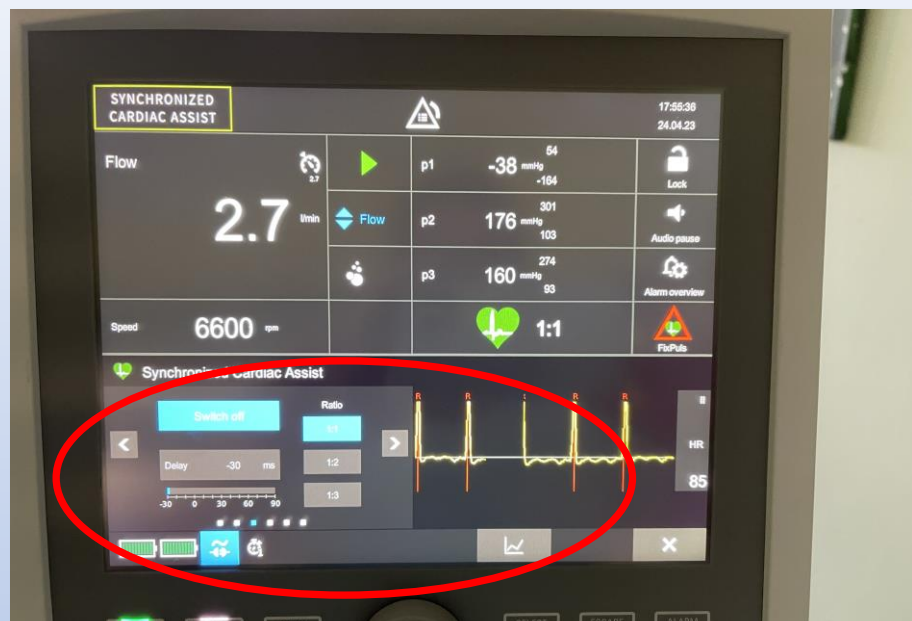 SYNCHRONIZED
CARDIAC ASSIST
17:55:36
24.04.23
Flow
2.7
2.7 l/min
Flow
p1 -38 mmHg 54 -164
p2 176 mmHg 301 103
p3 160 mmHg 274 93
Lock
Audio pause
Alarm overview
Speed 6600 rpm
1:1
FixPuls
Synchronized Cardiac Assist
Switch off
Ratio
1:1
Delay -30 ms
1:2
-30 0 30 60 90
1:3
R R R R
HR
85